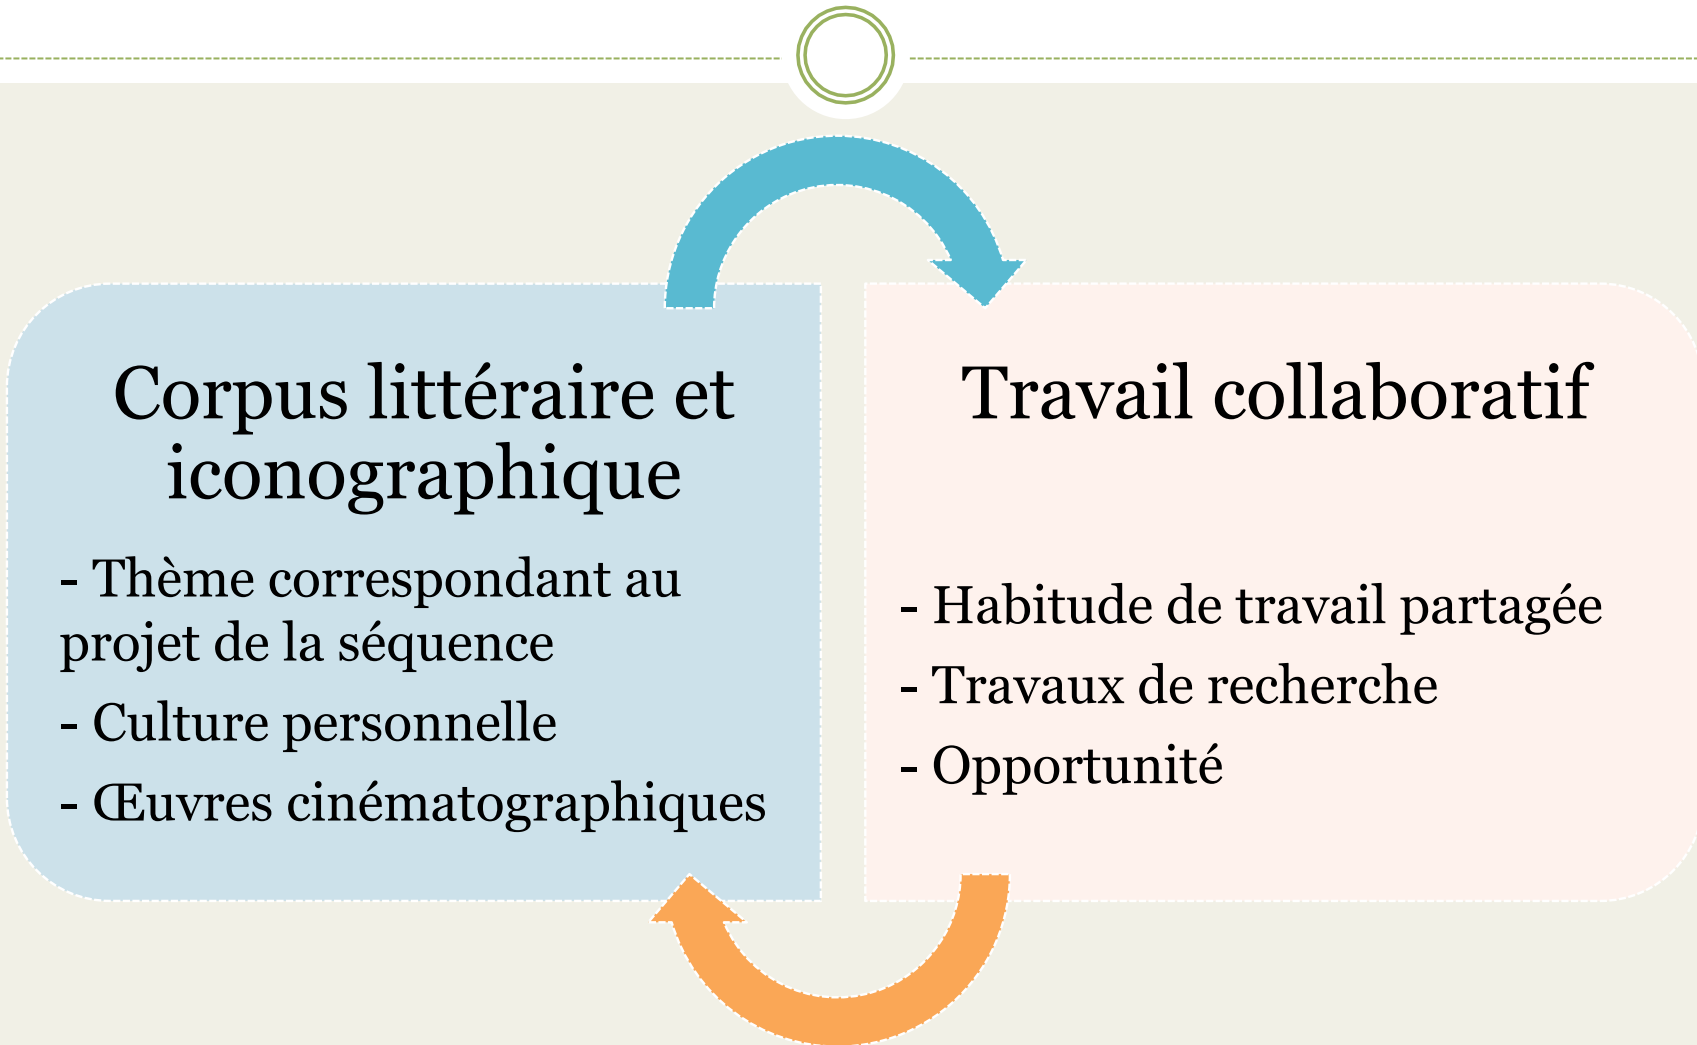 Corpus littéraire et
iconographique
- Thème correspondant au
projet de la séquence
- Culture personnelle
- Œuvres cinématographiques
Travail collaboratif
- Habitude de travail partagée
- Travaux de recherche
- Opportunité